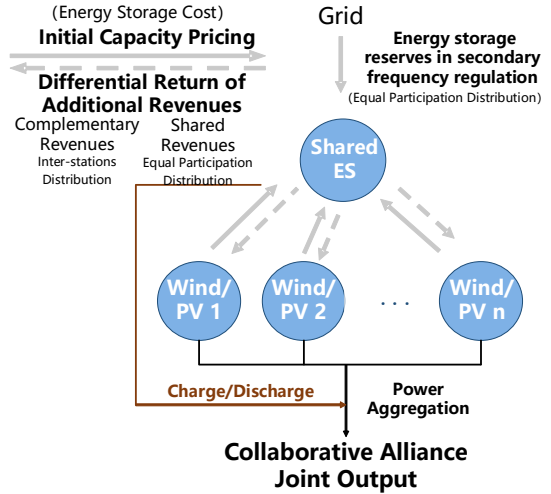 (Energy Storage Cost)
Initial Capacity Pricing
Differential Return of
Additional Revenues
Complementary
Revenues
Inter-stations
Distribution
Shared
Revenues
Equal Participation
Distribution
Grid
Energy storage
reserves in secondary
frequency regulation
(Equal Participation Distribution)
Shared
ES
Wind/
PV 1
Wind/
PV 2
. . .
Wind/
PV n
Charge/Discharge
Power
Aggregation
Collaborative Alliance
Joint Output